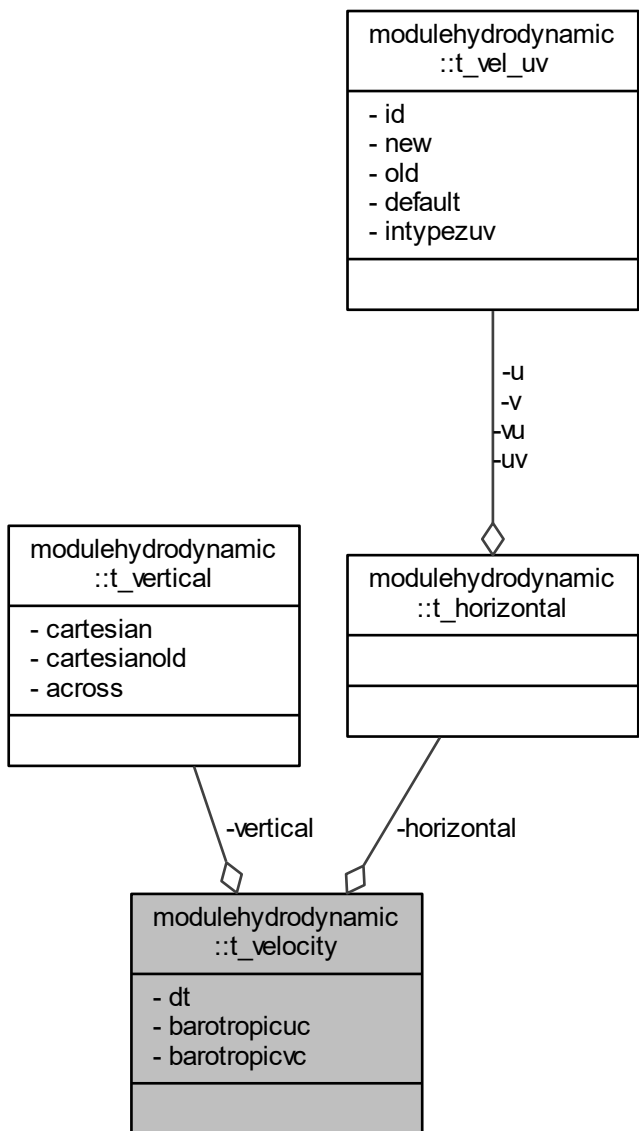 modulehydrodynamic
::t_vel_uv
- id
- new
- old
- default
- intypezuv
-u
-v
-vu
-uv
modulehydrodynamic
::t_vertical
- cartesian
- cartesianold
- across
modulehydrodynamic
::t_horizontal
-vertical
-horizontal
modulehydrodynamic
::t_velocity
- dt
- barotropicuc
- barotropicvc